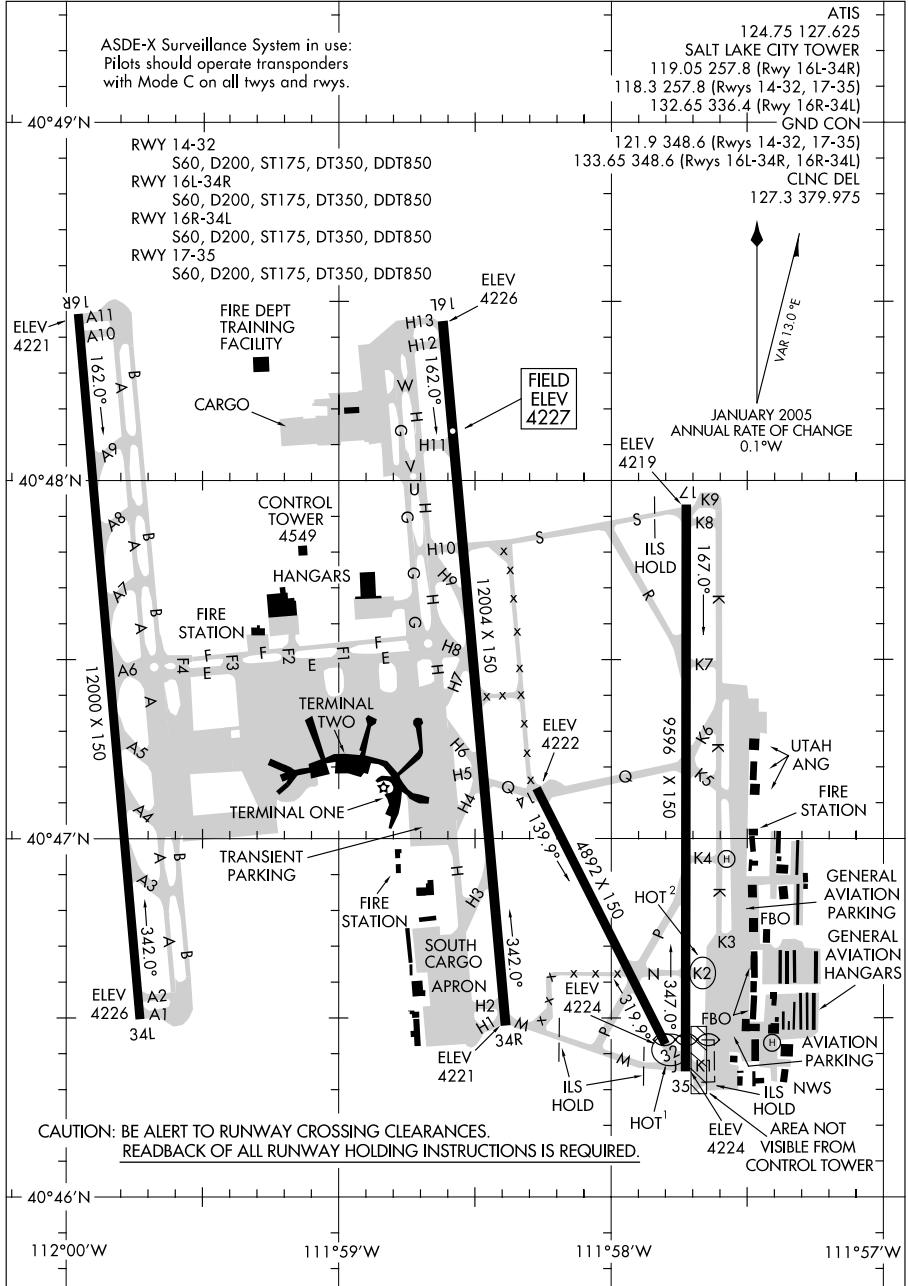 ASDE-X Surveillance System in use:
Pilots should operate transponders
with Mode C on all twys and rwys.
ATIS
124.75 127.625
SALT LAKE CITY TOWER
119.05 257.8 (Rwy 16L-34R)
118.3 257.8 (Rwys 14-32, 17-35)
132.65 336.4 (Rwy 16R-34L)
GND CON
121.9 348.6 (Rwys 14-32, 17-35)
133.65 348.6 (Rwys 16L-34R, 16R-34L)
CLNC DEL
127.3 379.975
40°49'N
RWY 14-32
S60, D200, ST175, DT350, DDT850
RWY 16L-34R
S60, D200, ST175, DT350, DDT850
RWY 16R-34L
S60, D200, ST175, DT350, DDT850
RWY 17-35
S60, D200, ST175, DT350, DDT850
VAR 13.0 °E
JANUARY 2005
ANNUAL RATE OF CHANGE
0.1°W
16R
ELEV
4221
A11
A10
162.0°
B
A
A9
FIRE DEPT
TRAINING
FACILITY
CARGO
16L
ELEV
4226
H13
H12
162.0°
W
H
G
H11
V
U
H
G
FIELD
ELEV
4227
ELEV
4219
40°48'N
17
K9
K8
S
ILS
HOLD
167.0°
R
K
K7
A8
B
A
A7
B
A
CONTROL
TOWER
4549
HANGARS
FIRE
STATION
H10
H9
G
H
G
12004 X 150
H8
H
H7
A6
F4
F
E
F3
F
F2
E
F1
F
E
12000 X 150
A
A5
A4
TERMINAL
TWO
TERMINAL ONE
H6
H5
H4
Q
14
ELEV
4222
139.9°
Q
9596 X 150
K6
K
K
K5
UTAH
ANG
FIRE
STATION
40°47'N
TRANSIENT
PARKING
4892 X 150
K4
H
K
HOT²
B
A
A3
342.0°
B
A
FIRE
STATION
H
H3
SOUTH
CARGO
APRON
342.0°
P
N
K2
K3
FBO
GENERAL
AVIATION
PARKING
GENERAL
AVIATION
HANGARS
ELEV
4226
A2
A1
34L
H2
H1
34R
W
ELEV
4221
ELEV
4224
319.9°
32
347.0°
P
W
K1
35
FBO
H
AVIATION
PARKING
ILS
HOLD
HOT¹
ILS
HOLD
NWS
ELEV
4224
AREA NOT
VISIBLE FROM
CONTROL TOWER
CAUTION: BE ALERT TO RUNWAY CROSSING CLEARANCES.
READBACK OF ALL RUNWAY HOLDING INSTRUCTIONS IS REQUIRED.
40°46'N
112°00'W
111°59'W
111°58'W
111°57'W